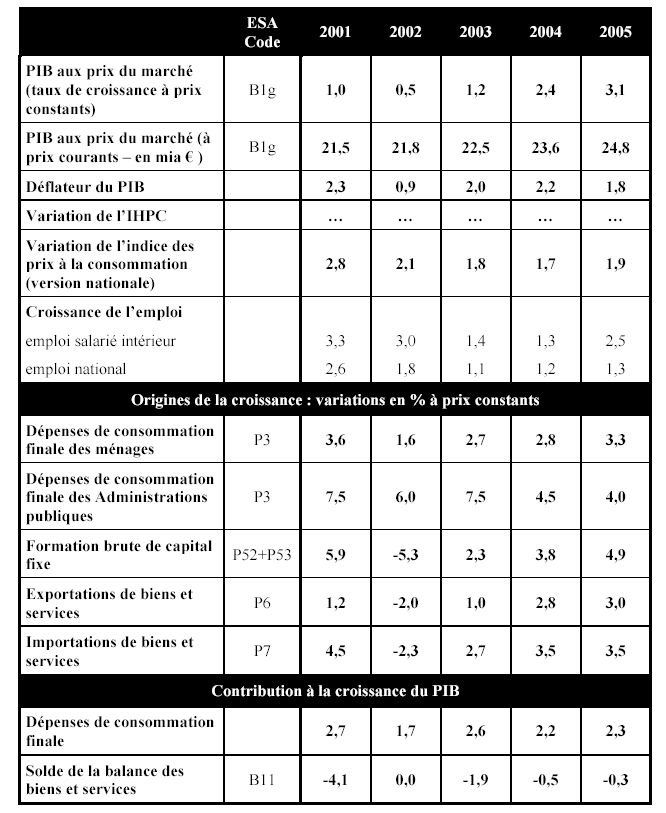 ESA
Code 2001 2002 2003 2004 2005
PIB aux prix du marché
(taux de croissance à prix
constants) B1g 1,0 0,5 1,2 2,4 3,1
PIB aux prix du marché (à
prix courants – en mia € ) B1g 21,5 21,8 22,5 23,6 24,8
Déflateur du PIB 2,3 0,9 2,0 2,2 1,8
Variation de l’IHPC ... ... ... ... ...
Variation de l’indice des
prix à la consommation
(version nationale) 2,8 2,1 1,8 1,7 1,9
Croissance de l’emploi
emploi salarié intérieur 3,3 3,0 1,4 1,3 2,5
emploi national 2,6 1,8 1,1 1,2 1,3
Origines de la croissance : variations en % à prix constants
Dépenses de consommation
finale des ménages P3 3,6 1,6 2,7 2,8 3,3
Dépenses de consommation
finale des Administrations
publiques P3 7,5 6,0 7,5 4,5 4,0
Formation brute de capital
fixe P52+P53 5,9 -5,3 2,3 3,8 4,9
Exportations de biens et
services P6 1,2 -2,0 1,0 2,8 3,0
Importations de biens et
services P7 4,5 -2,3 2,7 3,5 3,5
Contribution à la croissance du PIB
Dépenses de consommation
finale 2,7 1,7 2,6 2,2 2,3
Solde de la balance des
biens et services B11 -4,1 0,0 -1,9 -0,5 -0,3